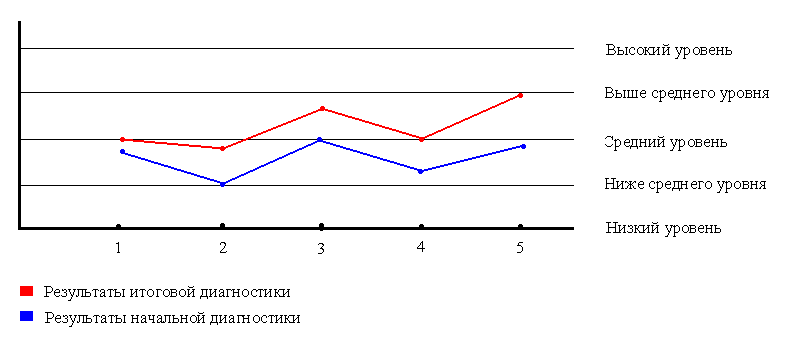 Высокий уровень
Выше среднего уровня
Средний уровень
Ниже среднего уровня
Низкий уровень
1 2 3 4 5
Результаты итоговой диагностики
Результаты начальной диагностики